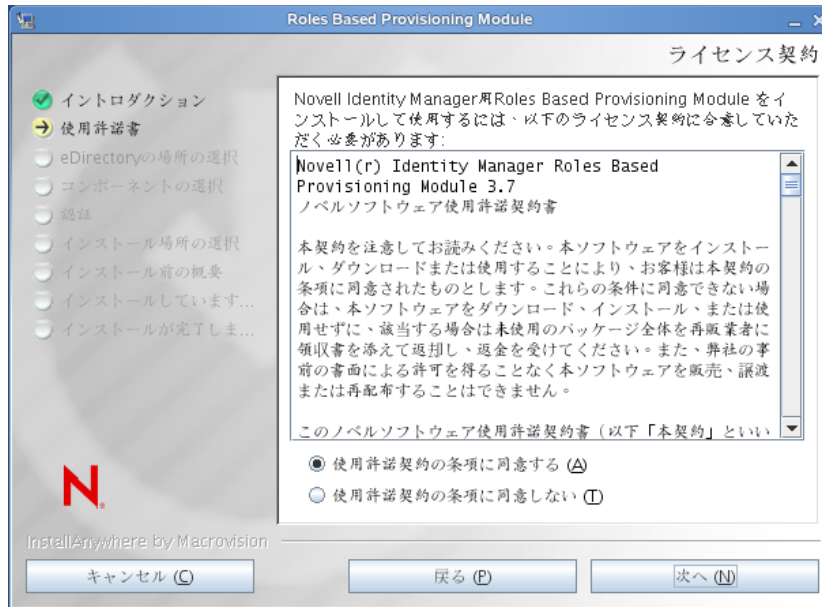 Roles Based Provisioning Module
ライセンス契約
イントロダクション
使用許諾書
eDirectoryの場所の選択
コンポーネントの選択
認証
インストール場所の選択
インストール前の概要
インストールしています...
インストールが完了しま...
Novell Identity Manager用Roles Based Provisioning Module をイ
ンストールして使用するには、以下のライセンス契約に合意していた
だく必要があります:
Novell(r) Identity Manager Roles Based
Provisioning Module 3.7
ノベルソフトウェア使用許諾契約書
本契約を注意してお読みください。本ソフトウェアをインストー
ル、ダウンロードまたは使用することにより、お客様は本契約の
条項に同意されたものとします。これらの条件に同意できない場
合は、本ソフトウェアをダウンロード、インストール、または使
用せずに、該当する場合は未使用のパッケージ全体を再販業者に
領収書を添えて返却し、返金を受けてください。また、弊社の事
前の書面による許可を得ることなく本ソフトウェアを販売、譲渡
または再配布することはできません。
このノベルソフトウェア使用許諾契約書（以下「本契約」といい
使用許諾契約の条項に同意する (A)
使用許諾契約の条項に同意しない (T)
N
InstallAnywhere by Macrovision
キャンセル (C)
戻る (P)
次へ (N)